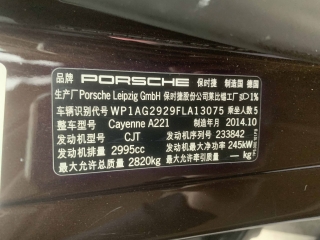 品牌 PORSCHE 保时捷 制造国 德国
生产厂 Porsche Leipzig GmbH 保时捷股份公司莱比锡工厂 1%
车辆识别代号 WP1AG2929FLA13075 乘坐人数 5
整车型号 Cayenne A221 制造年月 2014.10
发动机型号 CJT 发动机序列号 233842
发动机排量 2995cc 发动机最大净功率 245kW
最大允许总质量 2820kg 最大允许牵引质量 — kg